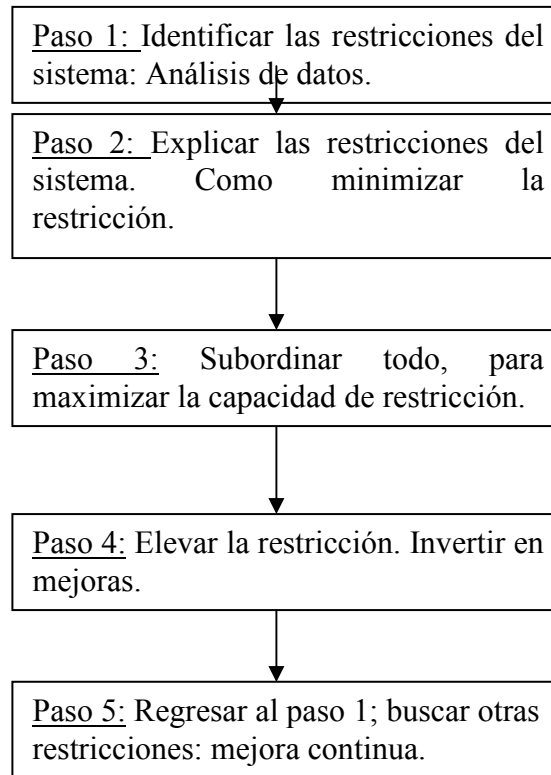 Paso 1: Identificar las restricciones del
sistema: Análisis de datos.
Paso 2: Explicar las restricciones del
sistema. Como minimizar la
restricción.
Paso 3: Subordinar todo, para
maximizar la capacidad de restricción.
Paso 4: Elevar la restricción. Invertir en
mejoras.
Paso 5: Regresar al paso 1; buscar otras
restricciones: mejora continua.